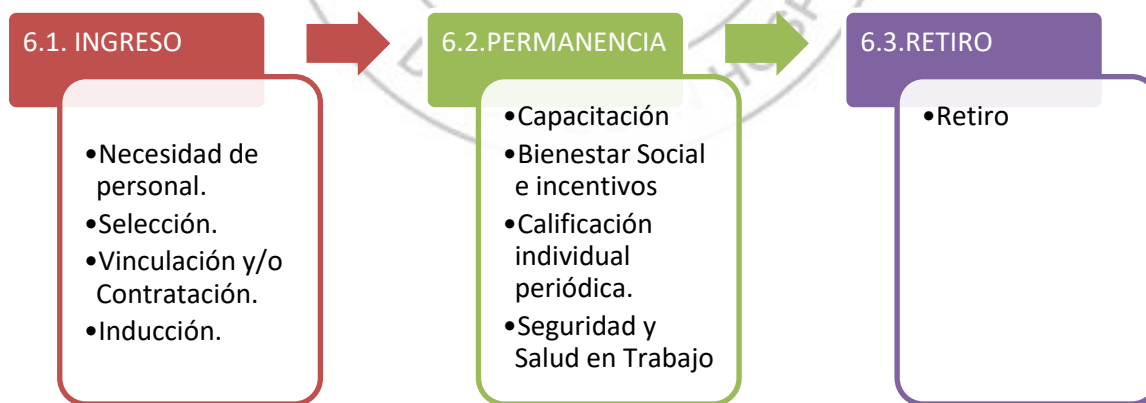 6.1. INGRESO
•Necesidad de
personal.
•Selección.
•Vinculación y/o
Contratación.
•Inducción.
6.2.PERMANENCIA
•Capacitación
•Bienestar Social
e incentivos
•Calificación
individual
periódica.
•Seguridad y
Salud en Trabajo
6.3.RETIRO
•Retiro